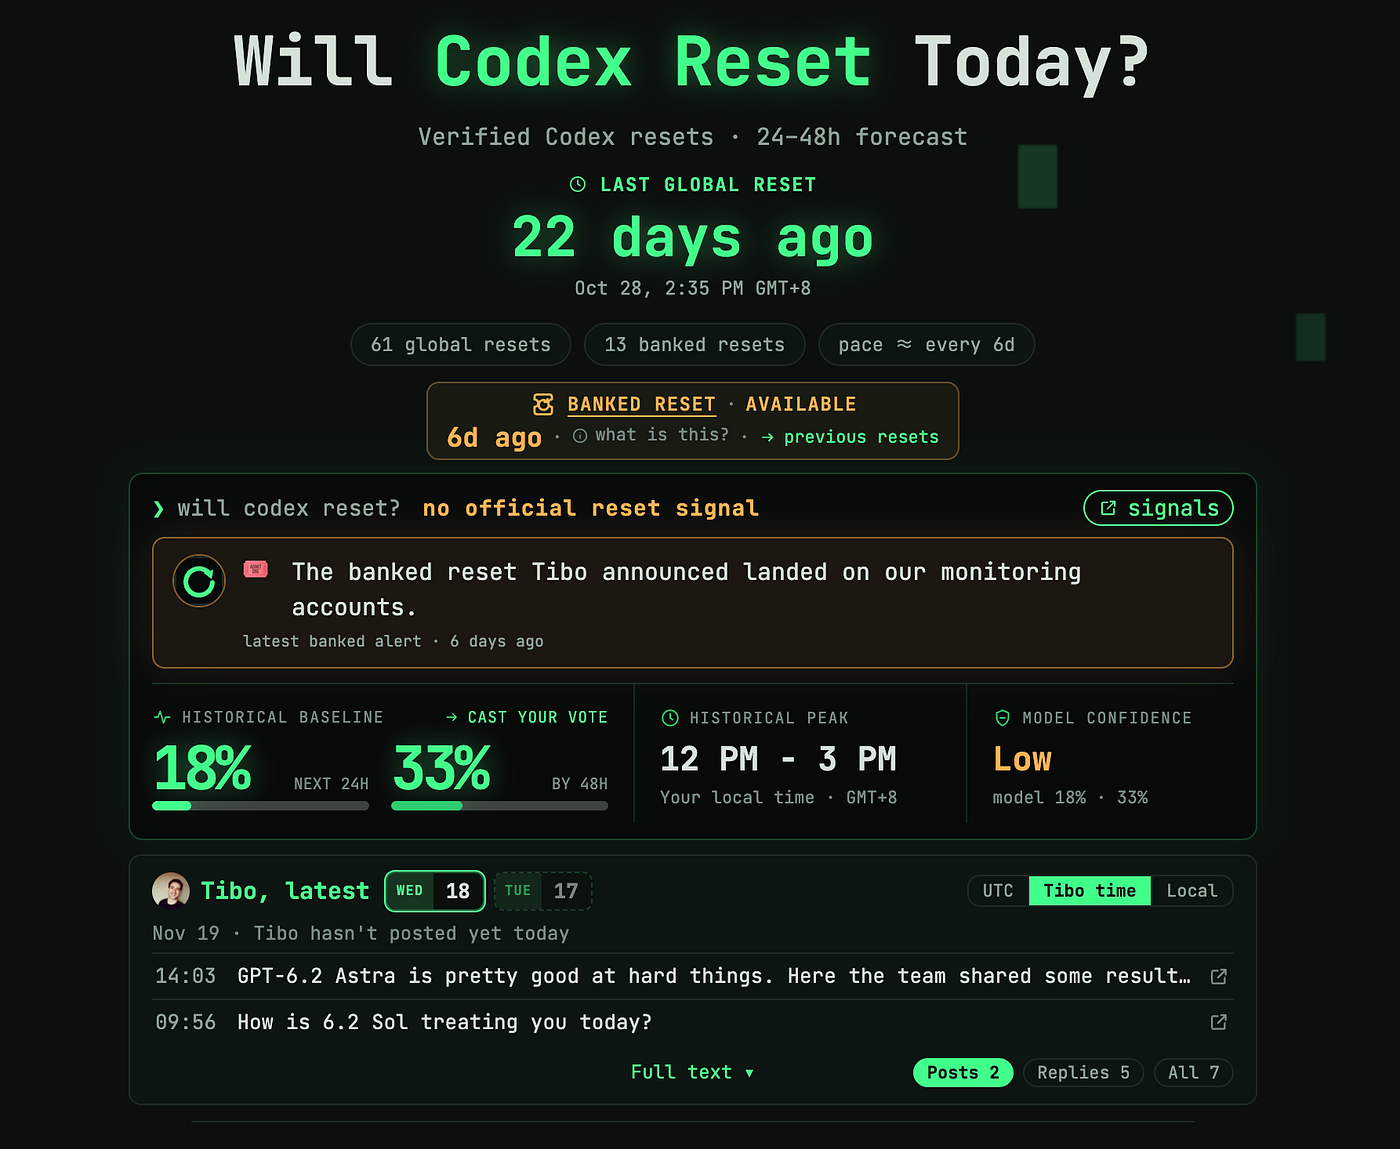 Will Codex Reset Today?
Verified Codex resets · 24–48h forecast
LAST GLOBAL RESET
22 days ago
Oct 28, 2:35 PM GMT+8
61 global resets
13 banked resets
pace ≈ every 6d
BANKED RESET · AVAILABLE
6d ago · what is this? · → previous resets
❯ will codex reset? no official reset signal
signals
The banked reset Tibo announced landed on our monitoring
accounts.
latest banked alert · 6 days ago
HISTORICAL BASELINE
→ CAST YOUR VOTE
18% NEXT 24H
33% BY 48H
HISTORICAL PEAK
12 PM - 3 PM
Your local time · GMT+8
MODEL CONFIDENCE
Low
model 18% · 33%
Tibo, latest
WED 18
TUE 17
UTC
Tibo time
Local
Nov 19 · Tibo hasn't posted yet today
14:03 GPT-6.2 Astra is pretty good at hard things. Here the team shared some result…
09:56 How is 6.2 Sol treating you today?
Full text ▾
Posts 2
Replies 5
All 7